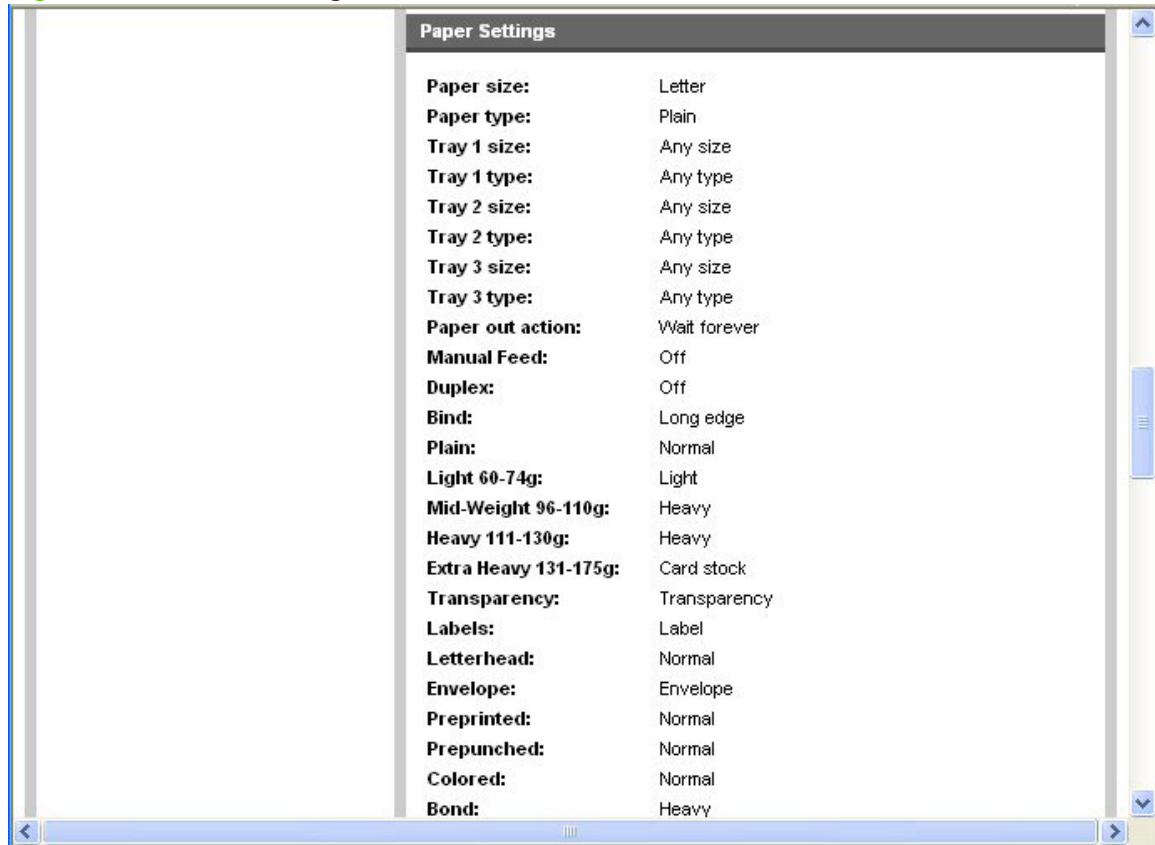 Paper Settings
Paper size: Letter
Paper type: Plain
Tray 1 size: Any size
Tray 1 type: Any type
Tray 2 size: Any size
Tray 2 type: Any type
Tray 3 size: Any size
Tray 3 type: Any type
Paper out action: Wait forever
Manual Feed: Off
Duplex: Off
Bind: Long edge
Plain: Normal
Light 60-74g: Light
Mid-Weight 96-110g: Heavy
Heavy 111-130g: Heavy
Extra Heavy 131-175g: Card stock
Transparency: Transparency
Labels: Label
Letterhead: Normal
Envelope: Envelope
Preprinted: Normal
Prepunched: Normal
Colored: Normal
Bond: Heavy